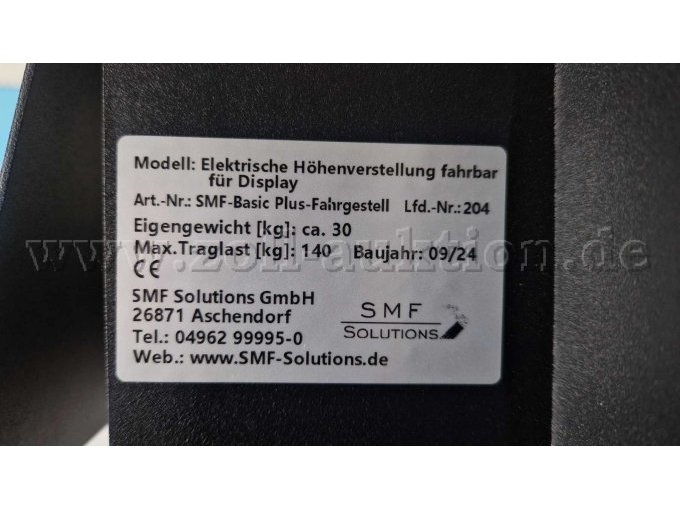 Modell: Elektrische Höhenverstellung fahrbar
für Display
Art.-Nr.: SMF-Basic Plus-Fahrgestell Lfd.-Nr.: 204
Eigengewicht [kg]: ca. 30
Max.Traglast [kg]: 140 Baujahr: 09/24
CE
SMF Solutions GmbH
26871 Aschendorf
Tel.: 04962 99995-0
Web.: www.SMF-Solutions.de
SMF
SOLUTIONS
www.zoll-auktion.de